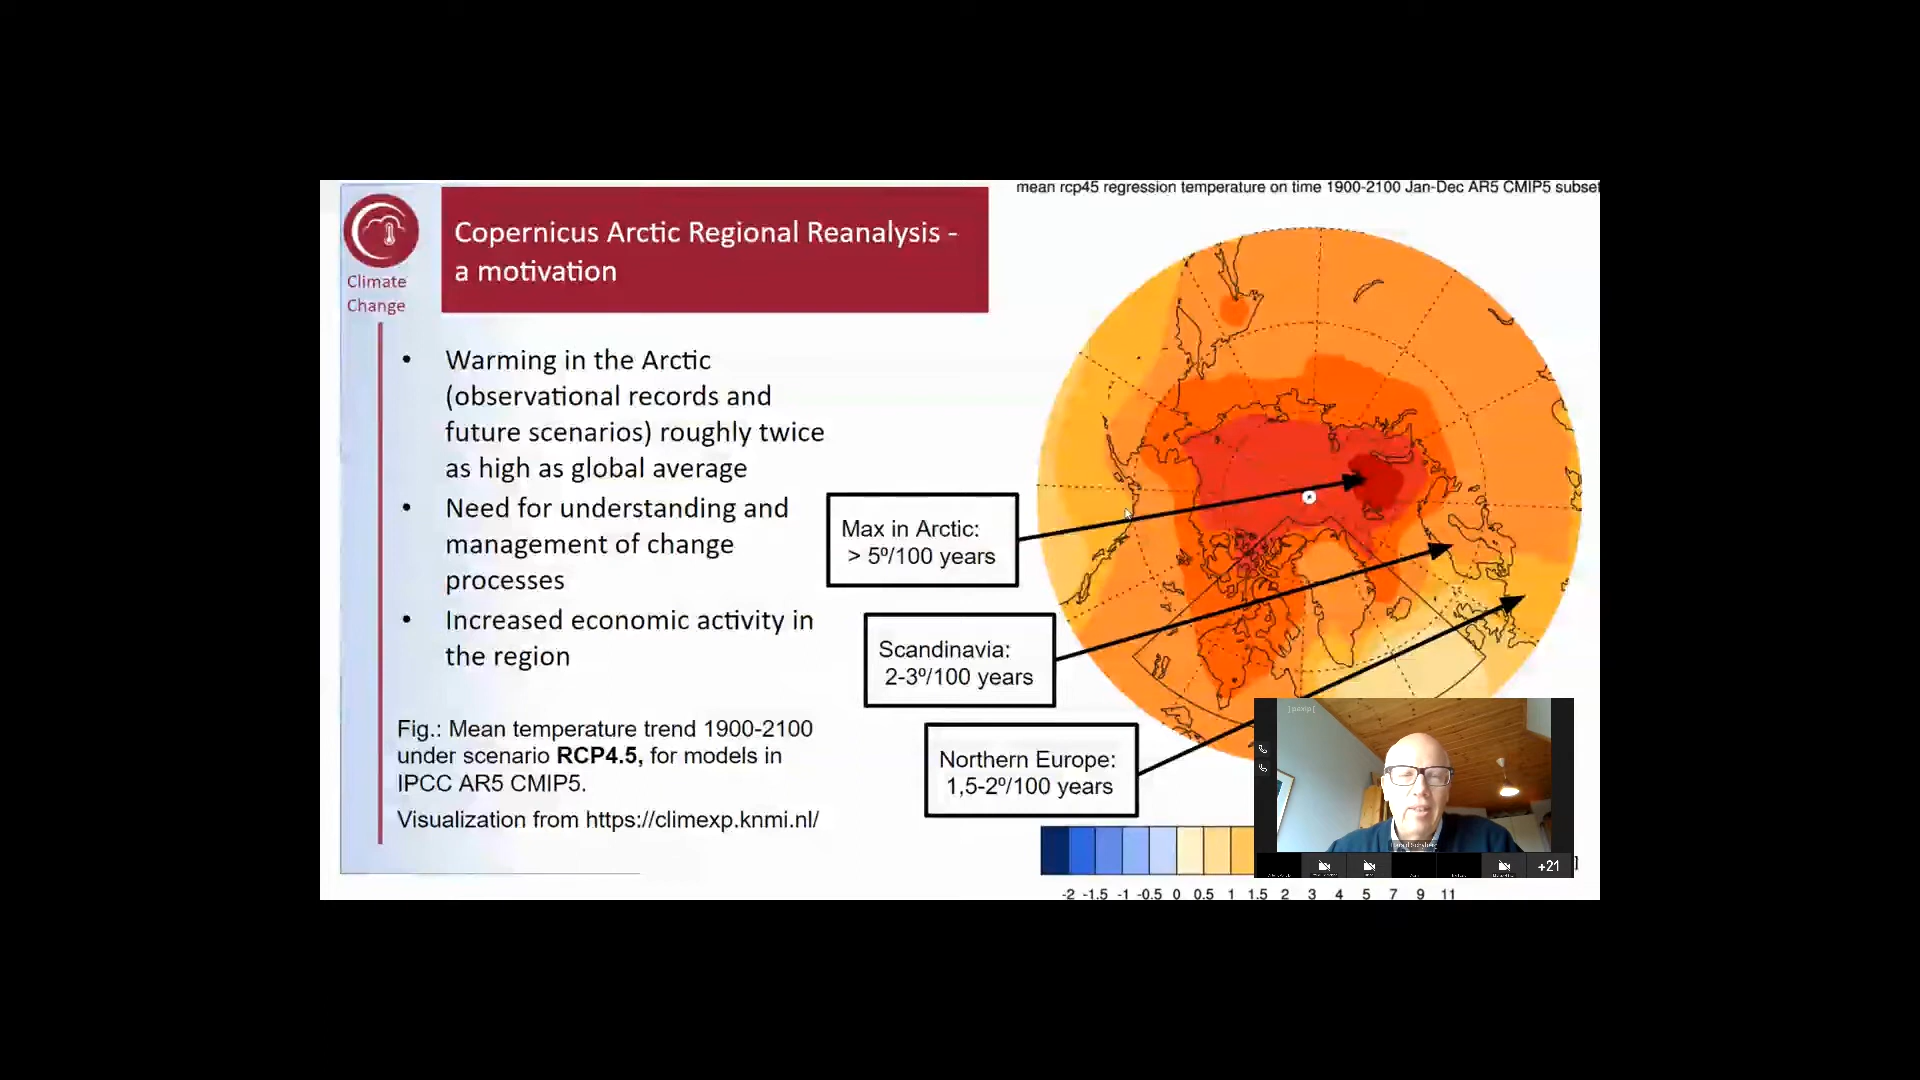 mean rcp45 regression temperature on time 1900-2100 Jan-Dec AR5 CMIP5 subset
Climate
Change
Copernicus Arctic Regional Reanalysis -
a motivation
• Warming in the Arctic
(observational records and
future scenarios) roughly twice
as high as global average
• Need for understanding and
management of change
processes
• Increased economic activity in
the region
Fig.: Mean temperature trend 1900-2100
under scenario RCP4.5, for models in
IPCC AR5 CMIP5.
Visualization from https://climexp.knmi.nl/
Max in Arctic:
> 5º/100 years
Scandinavia:
2-3º/100 years
Northern Europe:
1,5-2º/100 years
+21
-2 -1.5 -1 -0.5 0 0.5 1 1.5 2 3 4 5 7 9 11